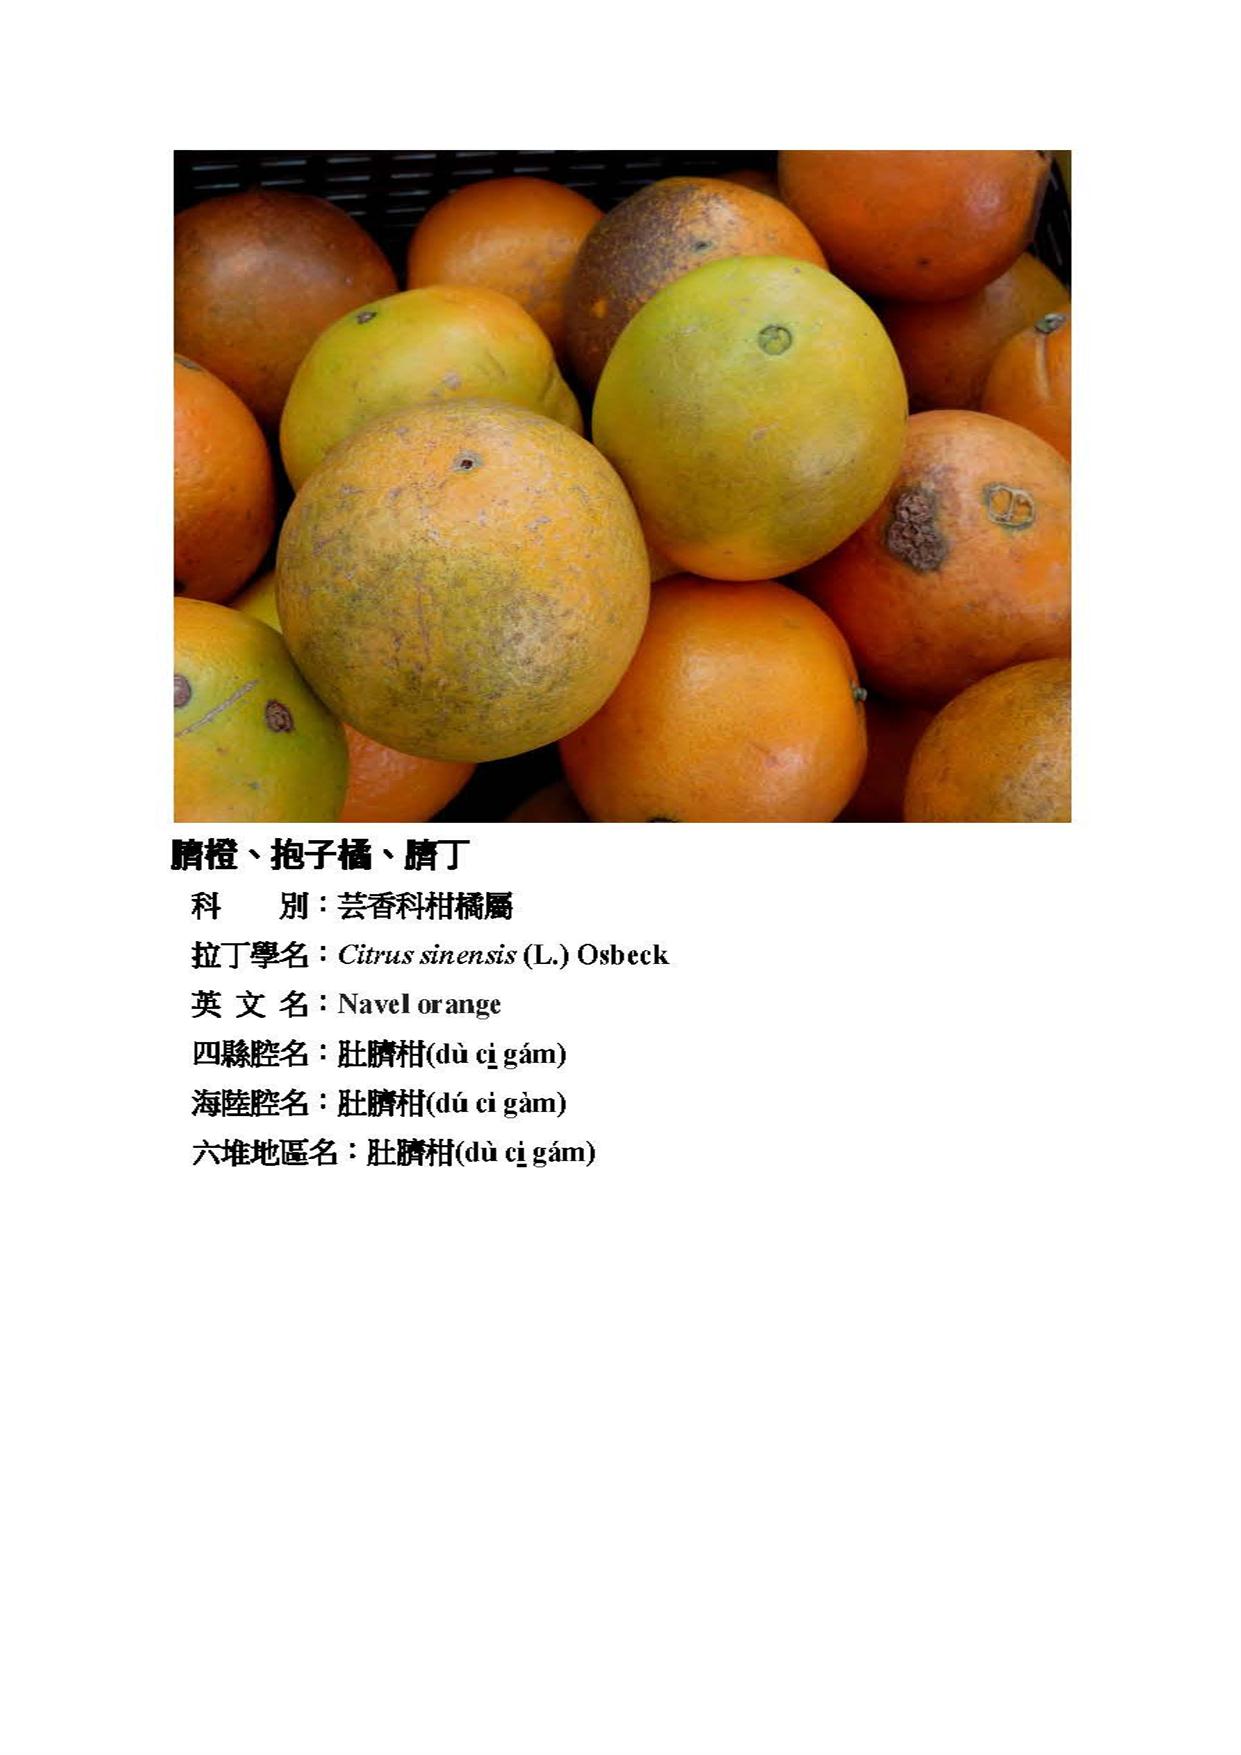 臍橙、抱子橘、臍丁
科　　別：芸香科柑橘屬
拉丁學名：Citrus sinensis (L.) Osbeck
英 文 名：Navel orange
四縣腔名：肚臍柑(dù ci̲ gám)
海陸腔名：肚臍柑(dú ci gàm)
六堆地區名：肚臍柑(dù ci̲ gám)